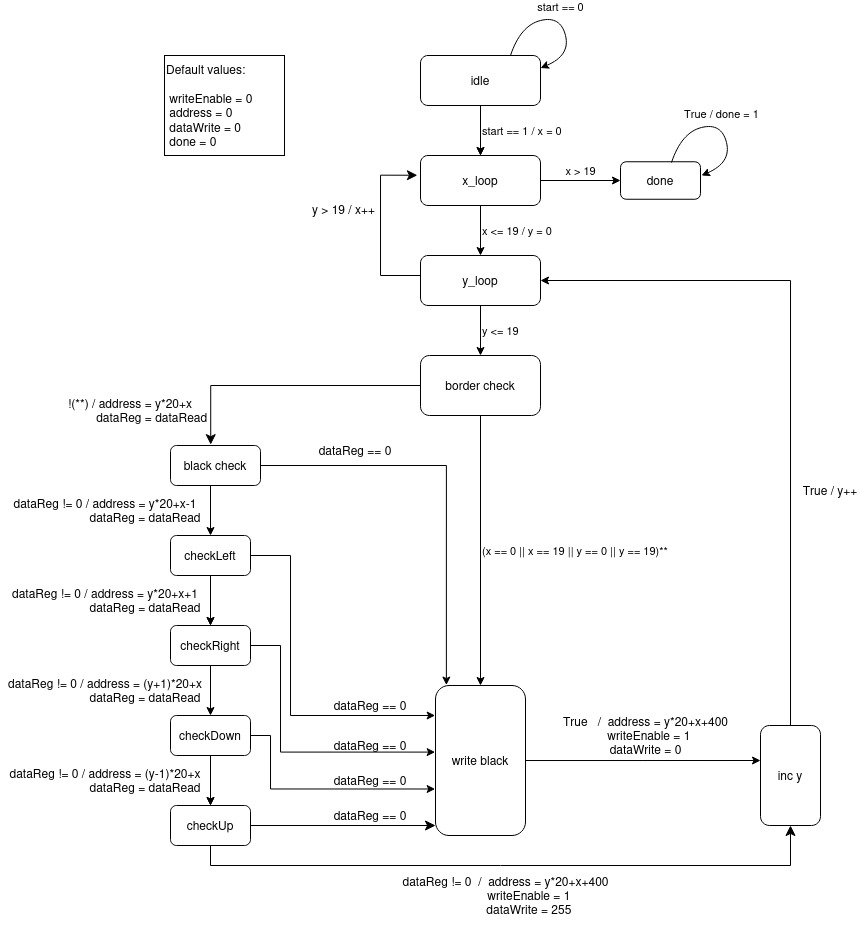 start == 0
Default values:
writeEnable = 0
address = 0
dataWrite = 0
done = 0
idle
start == 1 / x = 0
True / done = 1
x_loop
x > 19
done
y > 19 / x++
x <= 19 / y = 0
y_loop
y <= 19
border check
!(**) / address = y*20+x
dataReg = dataRead
black check
dataReg == 0
True / y++
dataReg != 0 / address = y*20+x-1
dataReg = dataRead
checkLeft
(x == 0 || x == 19 || y == 0 || y == 19)**
dataReg != 0 / address = y*20+x+1
dataReg = dataRead
checkRight
dataReg != 0 / address = (y+1)*20+x
dataReg = dataRead
dataReg == 0
checkDown
dataReg == 0
write black
True / address = y*20+x+400
writeEnable = 1
dataWrite = 0
inc y
dataReg != 0 / address = (y-1)*20+x
dataReg = dataRead
dataReg == 0
checkUp
dataReg == 0
dataReg != 0 / address = y*20+x+400
writeEnable = 1
dataWrite = 255